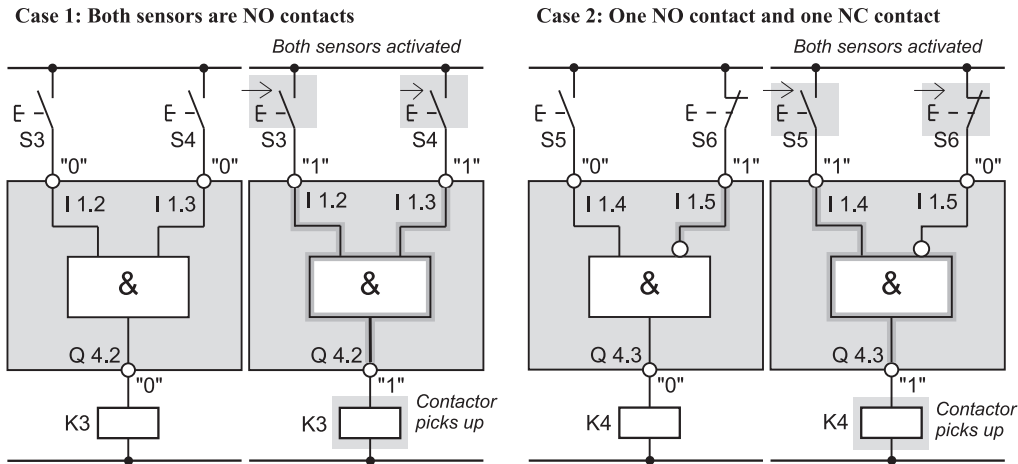 Case 1: Both sensors are NO contacts
Case 2: One NO contact and one NC contact
Both sensors activated
Both sensors activated
S3
S4
S3
S4
S5
S6
S5
S6
"0"
"0"
"1"
"1"
"0"
"1"
"1"
"0"
I 1.2
I 1.3
I 1.2
I 1.3
I 1.4
I 1.5
I 1.4
I 1.5
&
&
&
&
Q 4.2
Q 4.2
Q 4.3
Q 4.3
"0"
"1"
"0"
"1"
K3
K3
Contactor
picks up
K4
K4
Contactor
picks up